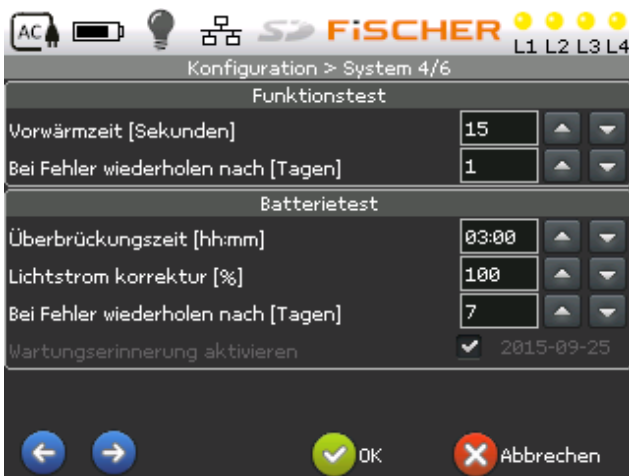 AC
SD FiSCHER
L1 L2 L3 L4
Konfiguration > System 4/6
Funktionstest
Vorwärmzeit [Sekunden] 15
Bei Fehler wiederholen nach [Tagen] 1
Batterietest
Überbrückungszeit [hh:mm] 03:00
Lichtstrom korrektur [%] 100
Bei Fehler wiederholen nach [Tagen] 7
Wartungserinnerung aktivieren 2015-09-25
OK Abbrechen